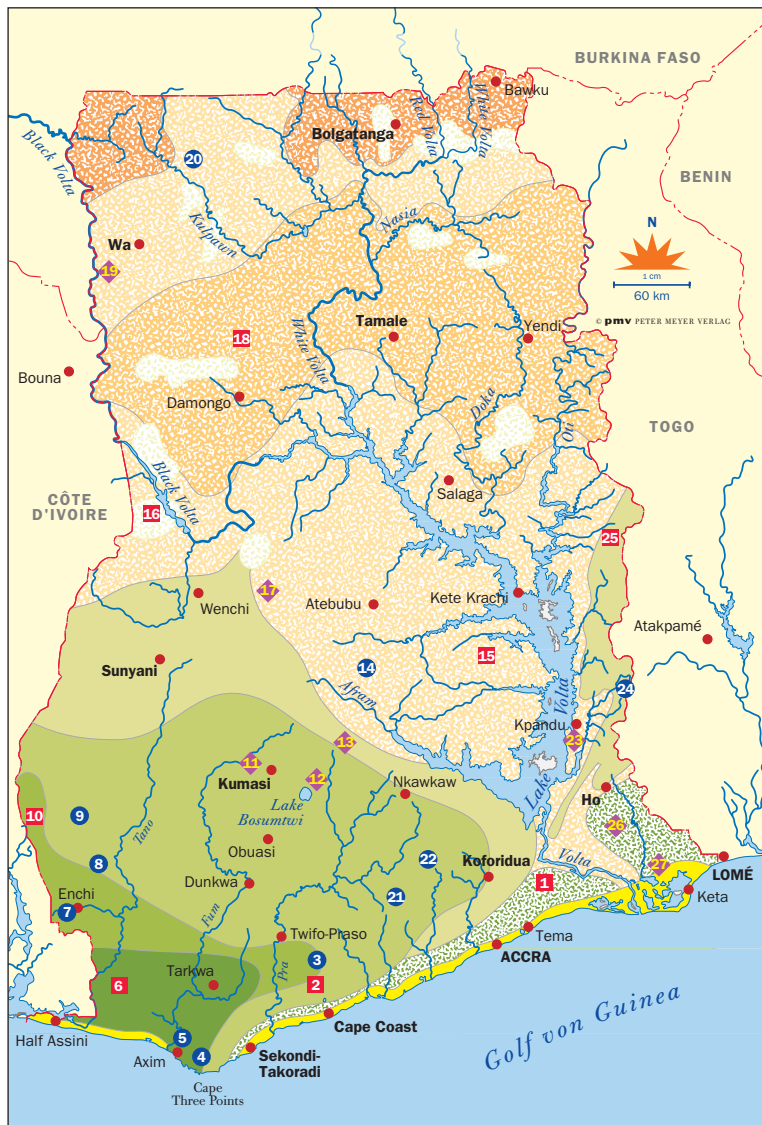 BURKINA FASO
Bawku
Red Volta
White Volta
Bolgatanga
Black Volta
20
BENIN
Kulpawn
Nasia
N
Wa
19
1 cm
60 km
© pmv PETER MEYER VERLAG
White Volta
Tamale
Yendi
18
Bouna
Damongo
Doka
Oti
TOGO
Black Volta
Salaga
CÔTE
D'IVOIRE
16
25
17
Wenchi
Atebubu
Kete Krachi
Atakpamé
Sunyani
14
15
Afram
24
Lake Volta
Kpandu
23
13
11
12
Kumasi
Nkawkaw
Ho
Lake
Bosumtwi
10
9
Tano
26
Obuasi
8
22
Koforidua
Volta
27
LOMÉ
Dunkwa
1
Enchi
7
21
Keta
Fum
Twifo-Praso
Tema
ACCRA
3
Pra
6
Tarkwa
2
Cape Coast
Golf von Guinea
Half Assini
5
4
Axim
Sekondi-
Takoradi
Cape
Three Points